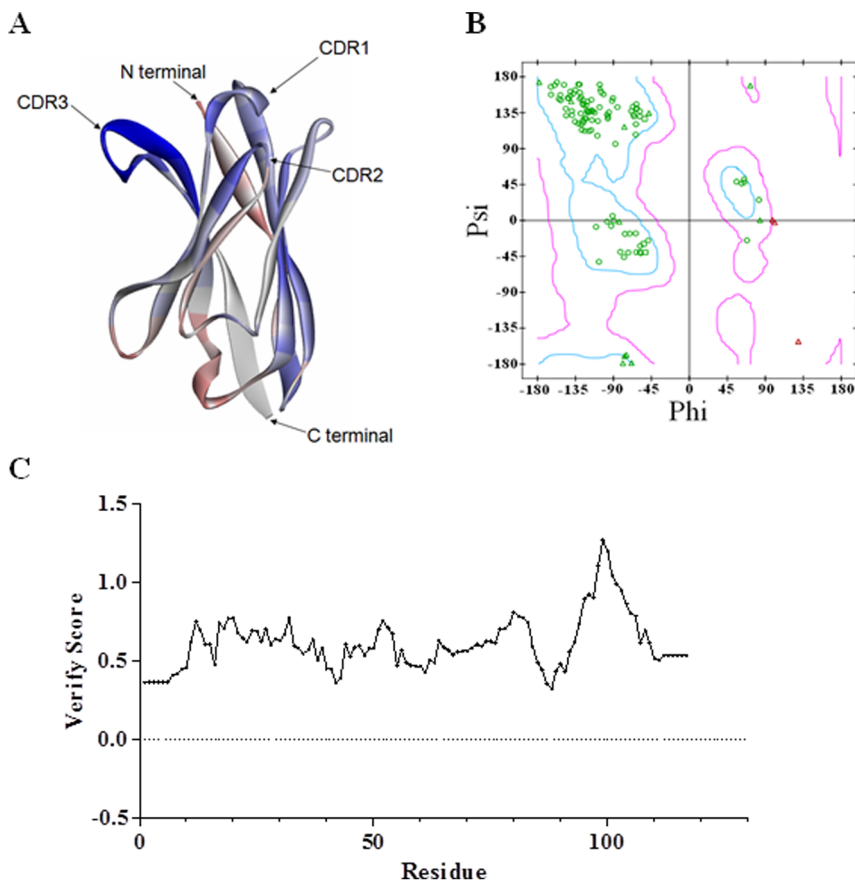 A
CDR1
N terminal
CDR3
CDR2
C terminal
B
180
135
90
45
0
-45
-90
-135
-180
Psi
-180 -135 -90 -45 0 45 90 135 180
Phi
C
1.5
1.0
0.5
0.0
-0.5
Verify Score
0 50 100
Residue